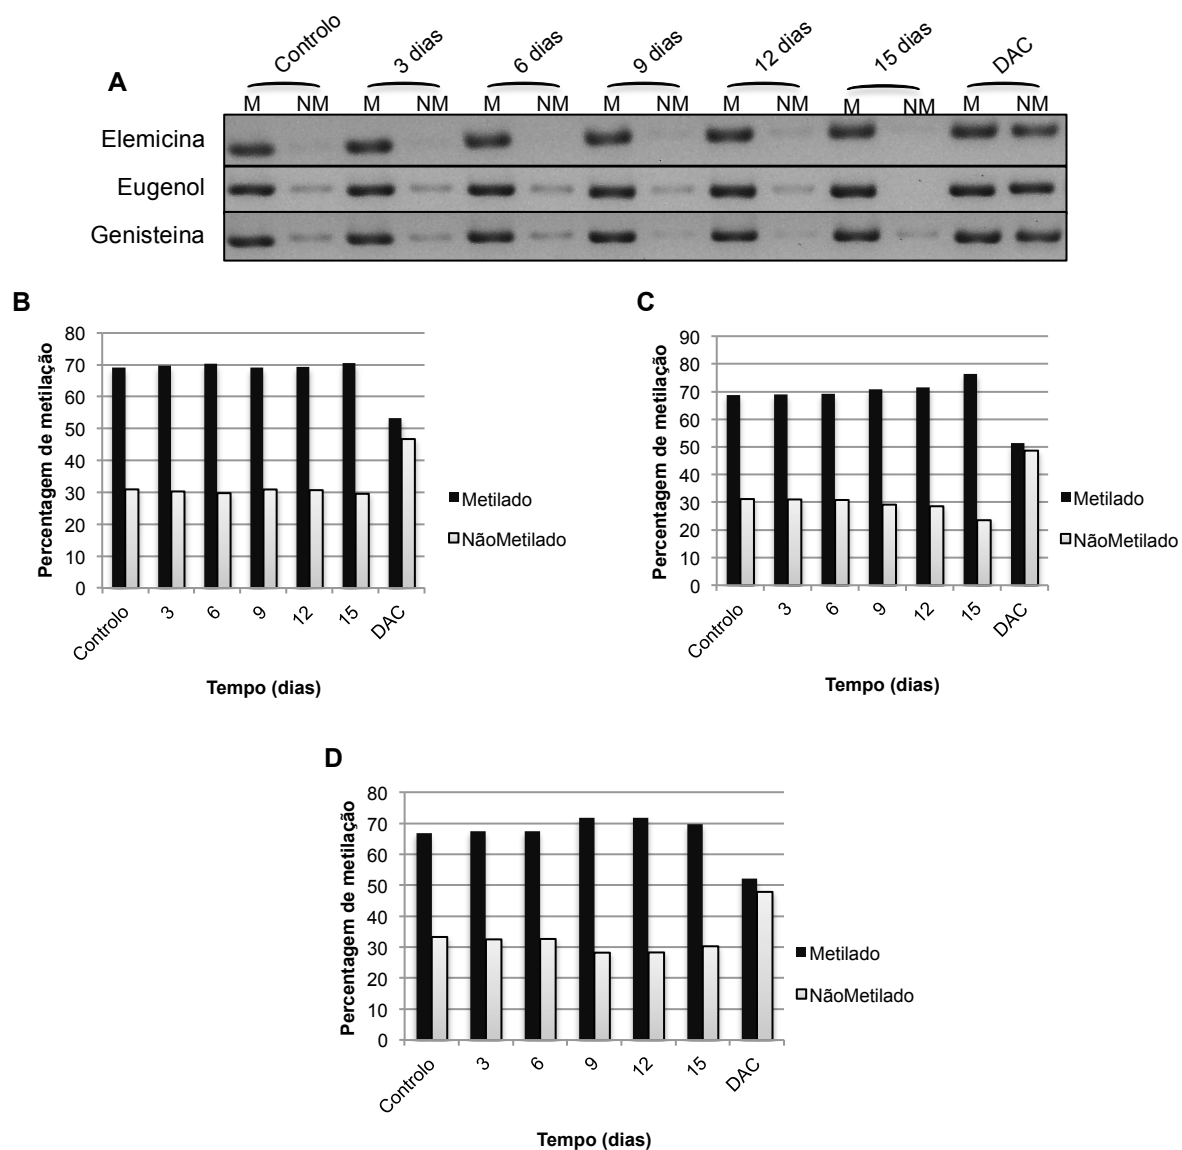 A
Controlo 3 dias 6 dias 9 dias 12 dias 15 dias DAC
M NM M NM M NM M NM M NM M NM M NM
Elemicina
Eugenol
Genisteina
B
Percentagem de metilação
80
70
60
50
40
30
20
10
0
Controlo 3 6 9 12 15 DAC
Tempo (dias)
Metilado
NãoMetilado
C
Percentagem de metilação
90
80
70
60
50
40
30
20
10
0
Controlo 3 6 9 12 15 DAC
Tempo (dias)
Metilado
NãoMetilado
D
Percentagem de metilação
80
70
60
50
40
30
20
10
0
Controlo 3 6 9 12 15 DAC
Tempo (dias)
Metilado
NãoMetilado